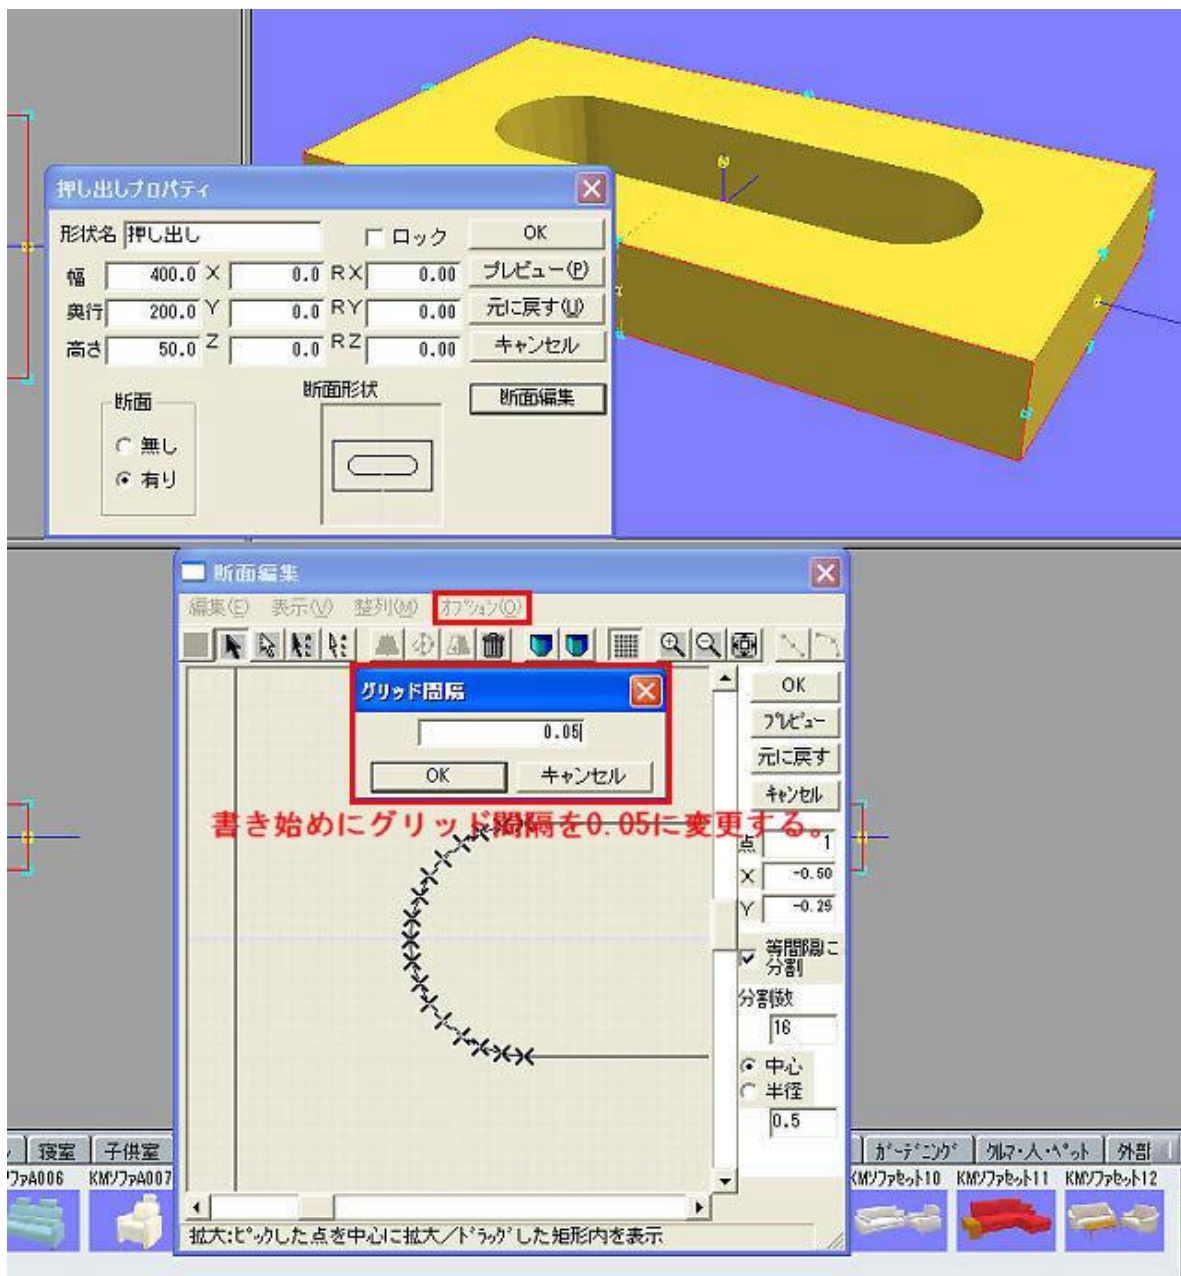 押し出しプロパティ
形状名 押し出し ロック OK
幅 400.0 X 0.0 RX 0.00 プレビュー(P)
奥行 200.0 Y 0.0 RY 0.00 元に戻す(U)
高さ 50.0 Z 0.0 RZ 0.00 キャンセル
断面 断面形状 断面編集
無し
有り
断面編集
編集(E) 表示(V) 整列(M) オプション(O)
グリッド間隔
0.05
OK キャンセル
書き始めにグリッド間隔を0.05に変更する。
OK
プレビュー
元に戻す
キャンセル
点 1
X -0.50
Y -0.25
等間隔に
分割
分割数
16
中心
半径
0.5
拡大:ピックした点を中心に拡大/ドラッグした矩形内を表示
寝室 子供室 ガーデニング クルマ・人・ペット 外部
ソファA006 KMソファA007 KMソファセット10 KMソファセット11 KMソファセット12